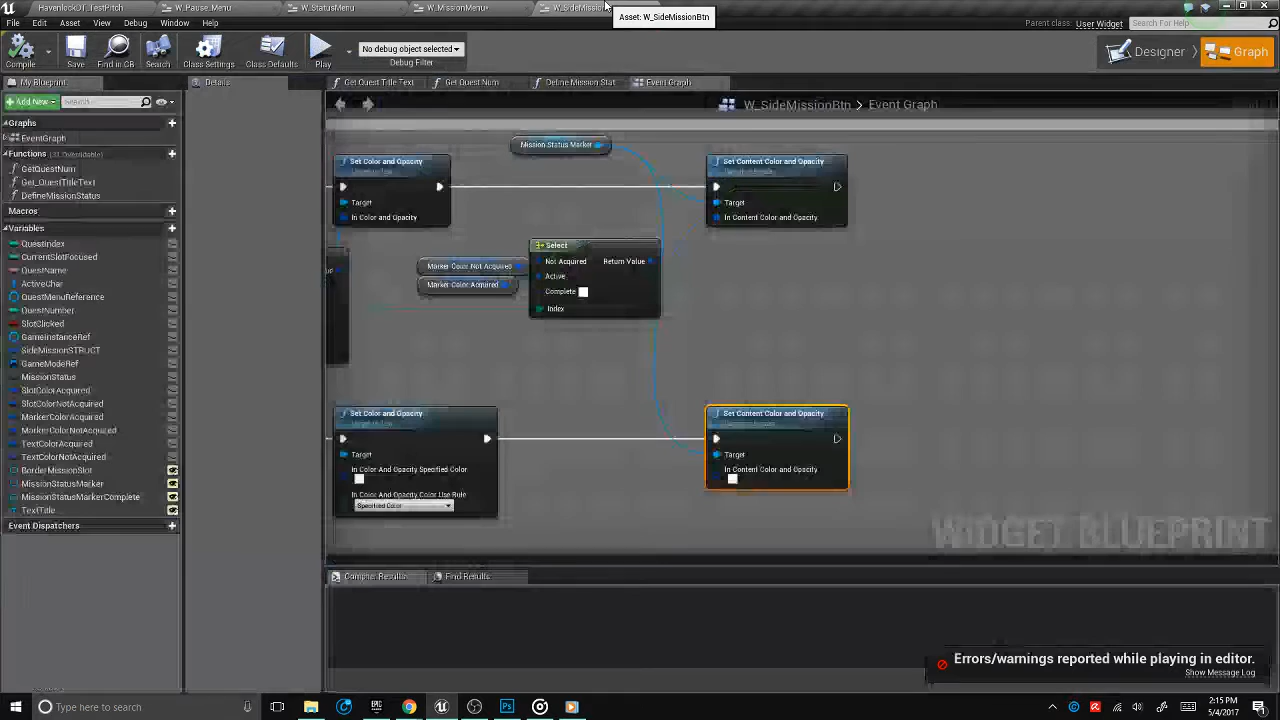 HavenlockDT_TestPitch
W_Pause.Menu
W_StatusMenu
W_MissionMenu*
W_SideMission
Asset: W_SideMissionBtn
File Edit Asset View Debug Window Help
Parent class: User Widget
Search For Help
Compile
Save
Find in CB
Search
Class Settings
Class Defaults
Play
No debug object selected
Debug Filter
Designer
Graph
My Blueprint
Details
Get Quest Title Text
Get Quest Num
Define Mission Stat
Event Graph
+ Add New
Search
W_SideMissionBtn > Event Graph
Graphs
EventGraph
Functions
GetQuestNum
Get_QuestTitleText
DefineMissionStatus
Macros
Variables
QuestIndex
CurrentSlotFocused
QuestName
ActiveChar
QuestMenuReference
QuestNumber
SlotClicked
GameInstanceRef
SideMissionSTRUCT
GameModeRef
MissionStatus
SlotColorAcquired
SlotColorNotAcquired
MarkerColorAcquired
MarkerColorNotAcquired
TextColorAcquired
TextColorNotAcquired
BorderMissionSlot
MissionStatusMarker
MissionStatusMarkerComplete
TextTitle
Event Dispatchers
Mission Status Marker
Set Color and Opacity
Target
In Color and Opacity
Set Content Color and Opacity
Target
In Content Color and Opacity
Marker Color Not Acquired
Marker Color Acquired
Select
Not Acquired
Return Value
Active
Complete
Index
Set Color and Opacity
Target
In Color And Opacity Specified Color
In Color And Opacity Color Use Rule
Specified Color
Set Content Color and Opacity
Target
In Content Color and Opacity
WIDGET BLUEPRINT
Compiler Results
Find Results
Errors/warnings reported while playing in editor.
Show Message Log
Type here to search
2:15 PM
5/4/2017